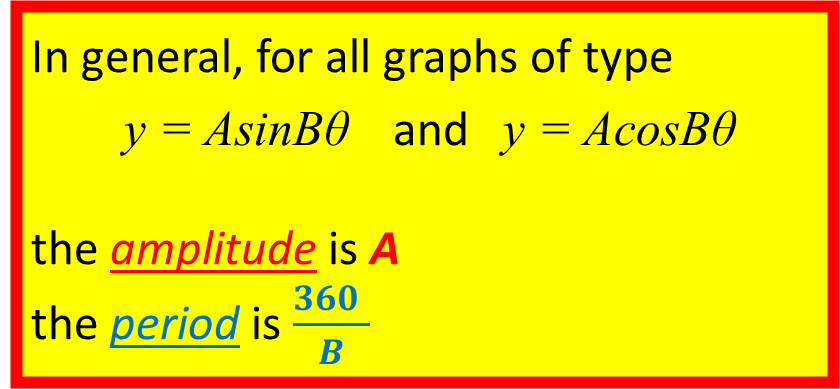 In general, for all graphs of type
y = AsinBθ and y = AcosBθ
the amplitude is A
the period is 360/B